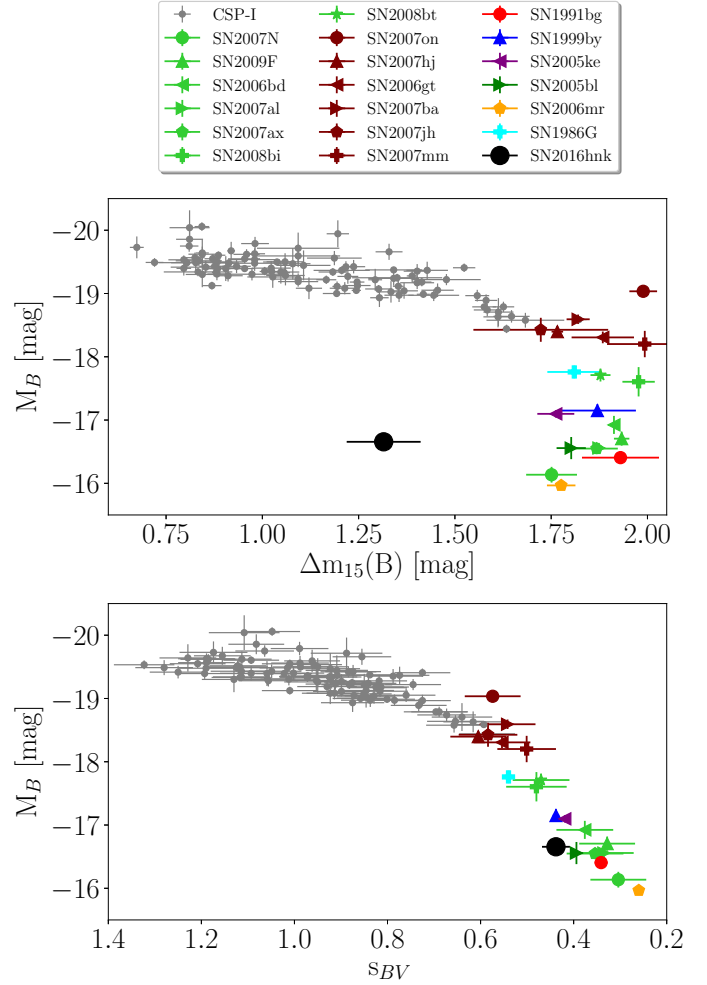 CSP-I SN2008bt SN1991bg
SN2007N SN2007on SN1999by
SN2009F SN2007hj SN2005ke
SN2006bd SN2006gt SN2005bl
SN2007al SN2007ba SN2006mr
SN2007ax SN2007jh SN1986G
SN2008bi SN2007mm SN2016hnk
−20
−19
−18
−17
−16
M_B [mag]
0.75 1.00 1.25 1.50 1.75 2.00
Δm₁₅(B) [mag]
−20
−19
−18
−17
−16
M_B [mag]
1.4 1.2 1.0 0.8 0.6 0.4 0.2
s_BV